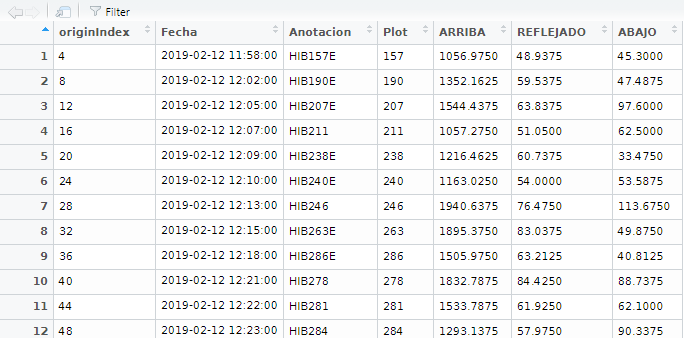 Filter
originIndex Fecha Anotacion Plot ARRIBA REFLEJADO ABAJO
1 4 2019-02-12 11:58:00 HIB157E 157 1056.9750 48.9375 45.3000
2 8 2019-02-12 12:02:00 HIB190E 190 1352.1625 59.5375 47.4875
3 12 2019-02-12 12:05:00 HIB207E 207 1544.4375 63.8375 97.6000
4 16 2019-02-12 12:07:00 HIB211 211 1057.2750 51.0500 62.5000
5 20 2019-02-12 12:09:00 HIB238E 238 1216.4625 60.7375 33.4750
6 24 2019-02-12 12:10:00 HIB240E 240 1163.0250 54.0000 53.5875
7 28 2019-02-12 12:13:00 HIB246 246 1940.6375 76.4750 113.6750
8 32 2019-02-12 12:15:00 HIB263E 263 1895.3750 83.0375 49.8750
9 36 2019-02-12 12:18:00 HIB286E 286 1505.9750 63.2125 40.8125
10 40 2019-02-12 12:21:00 HIB278 278 1832.7875 84.4250 88.7375
11 44 2019-02-12 12:22:00 HIB281 281 1533.7875 61.9250 62.1000
12 48 2019-02-12 12:23:00 HIB284 284 1293.1375 57.9750 90.3375